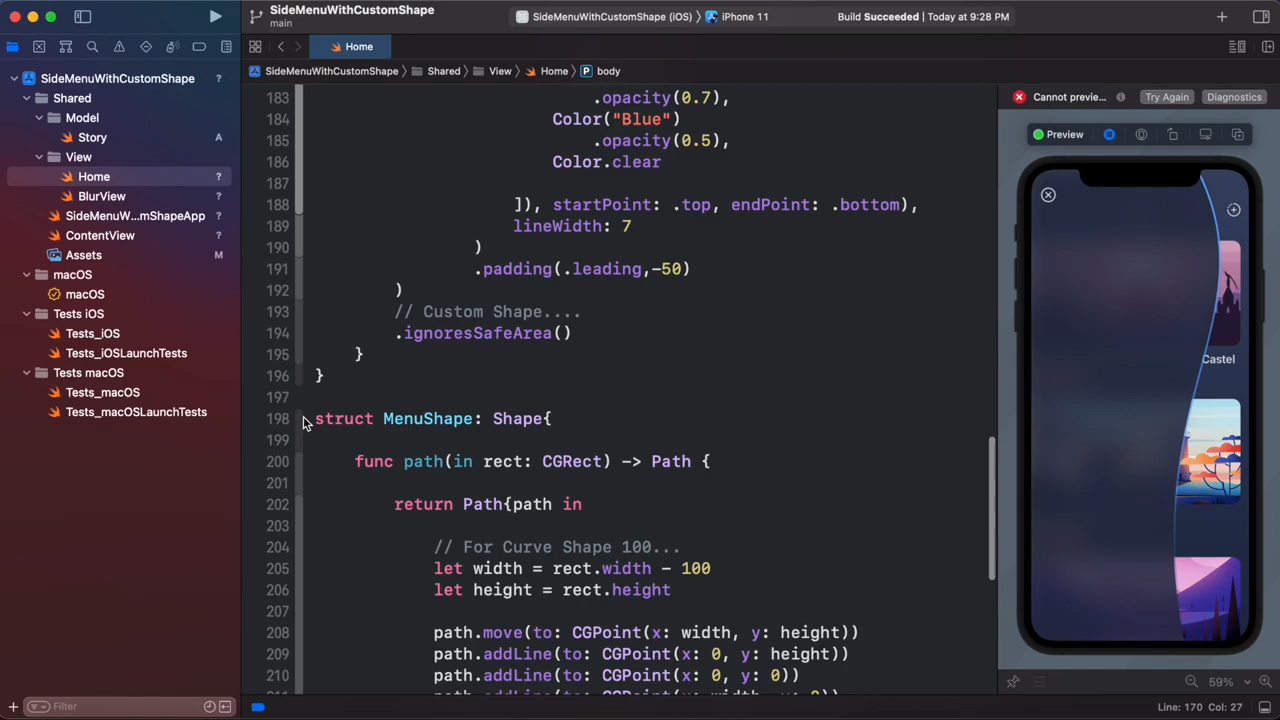 SideMenuWithCustomShape
main
SideMenuWithCustomShape (iOS) 〉 iPhone 11
Build Succeeded | Today at 9:28 PM
Home
SideMenuWithCustomShape 〉 Shared 〉 View 〉 Home 〉 P body
SideMenuWithCustomShape ?
Shared
Model
Story A
View
Home ?
BlurView ?
SideMenuW...mShapeApp ?
ContentView ?
Assets M
macOS
macOS
Tests iOS
Tests_iOS
Tests_iOSLaunchTests
Tests macOS
Tests_macOS
Tests_macOSLaunchTests
Filter
183 .opacity(0.7),
184 Color("Blue")
185 .opacity(0.5),
186 Color.clear
187
188 ]), startPoint: .top, endPoint: .bottom),
189 lineWidth: 7
190 )
191 .padding(.leading,-50)
192 )
193 // Custom Shape....
194 .ignoresSafeArea()
195 }
196 }
197
198 struct MenuShape: Shape{
199
200 func path(in rect: CGRect) -> Path {
201
202 return Path{path in
203
204 // For Curve Shape 100...
205 let width = rect.width - 100
206 let height = rect.height
207
208 path.move(to: CGPoint(x: width, y: height))
209 path.addLine(to: CGPoint(x: 0, y: height))
210 path.addLine(to: CGPoint(x: 0, y: 0))
Cannot previe...
Try Again
Diagnostics
Preview
Castel
59%
Line: 170 Col: 27